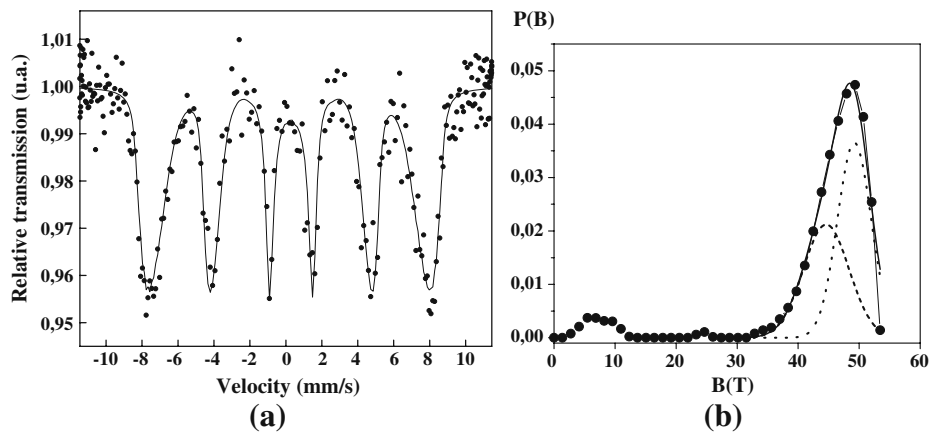 1,01
1,00
0,99
0,98
0,97
0,96
0,95
Relative transmission (u.a.)
-10 -8 -6 -4 -2 0 2 4 6 8 10
Velocity (mm/s)
(a)
P(B)
0,05
0,04
0,03
0,02
0,01
0,00
0 10 20 30 40 50 60
B(T)
(b)